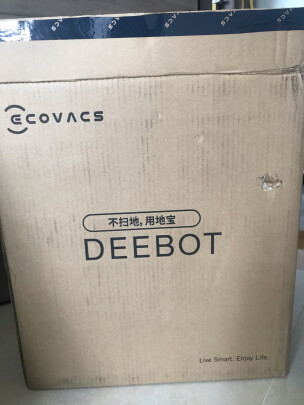 ECOVACS
不扫地，用地宝
DEEBOT
Live Smart. Enjoy Life.